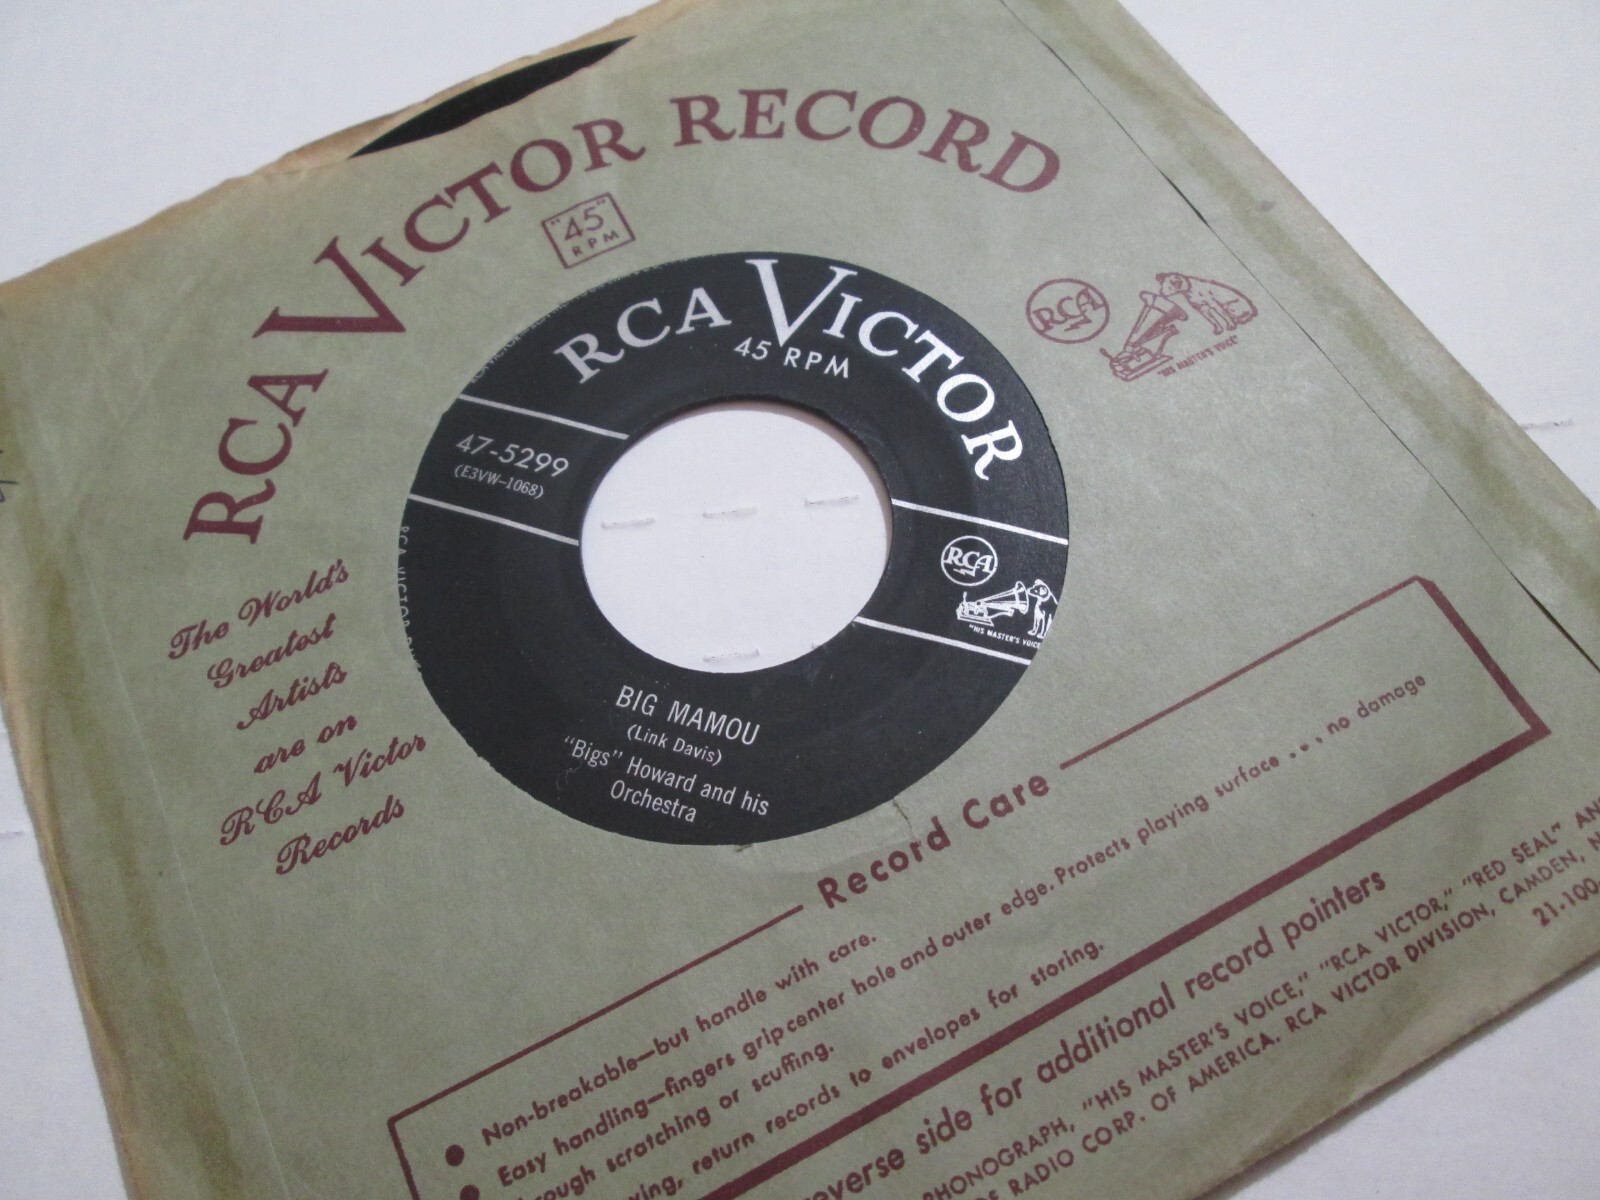 RCA VICTOR RECORD
"45"
RPM
RCA
"HIS MASTER'S VOICE"
RCA VICTOR
45 RPM
47-5299
(E3VW-1068)
RCA
"HIS MASTER'S VOICE
BIG MAMOU
(Link Davis)
"Bigs" Howard and his
Orchestra
The World's
Greatest
Artists
are on
RCA Victor
Records
Record Care
Non-breakable—but handle with care.
Easy handling—fingers grip center hole and outer edge. Protects playing surface . . . no damage
through scratching or scuffing.
return records to envelopes for storing.
reverse side for additional record pointers
PHONOGRAPH, "HIS MASTER'S VOICE," "RCA VICTOR," "RED SEAL" AND
RADIO CORP. OF AMERICA. RCA VICTOR DIVISION, CAMDEN, N
21-100